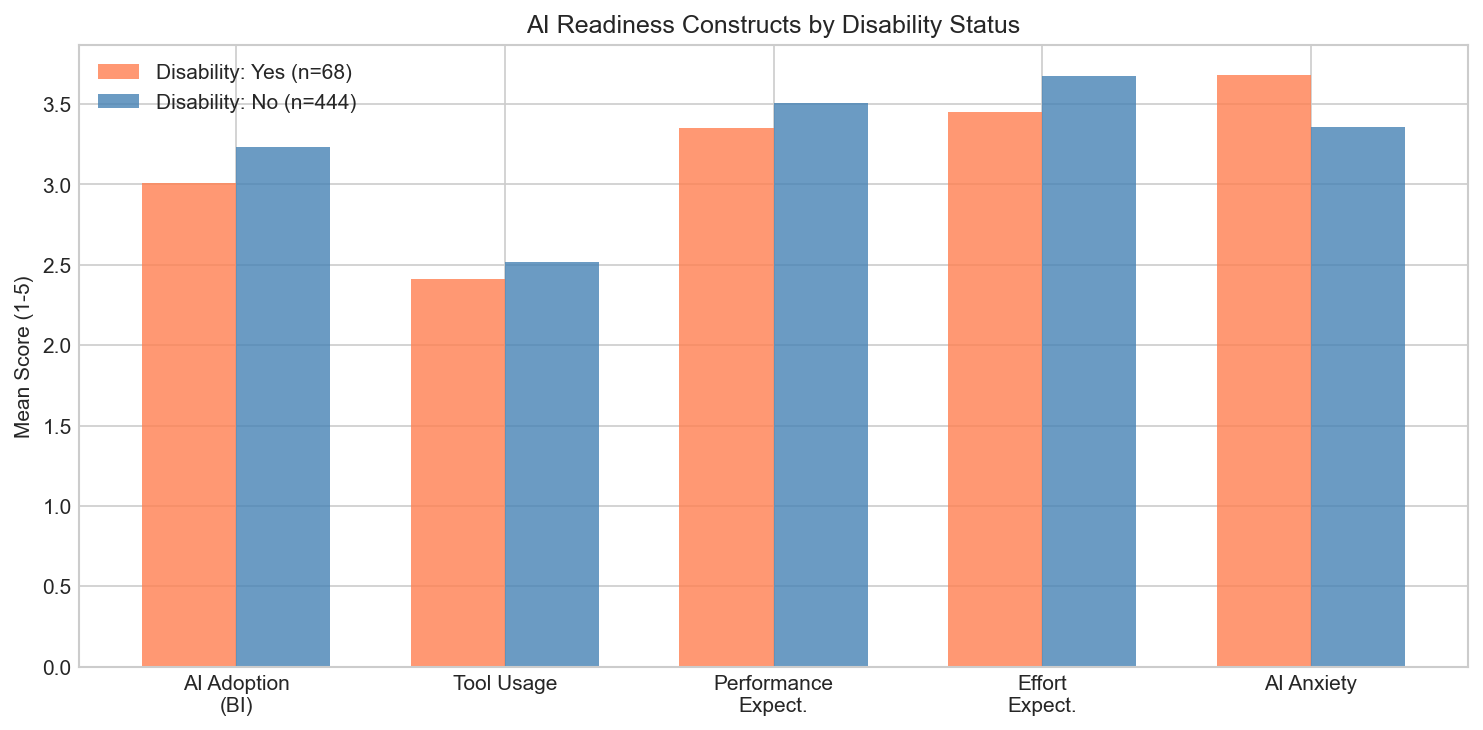 AI Readiness Constructs by Disability Status
Disability: Yes (n=68)
Disability: No (n=444)
Mean Score (1-5)
3.5
3.0
2.5
2.0
1.5
1.0
0.5
0.0
AI Adoption
(BI)
Tool Usage
Performance
Expect.
Effort
Expect.
AI Anxiety